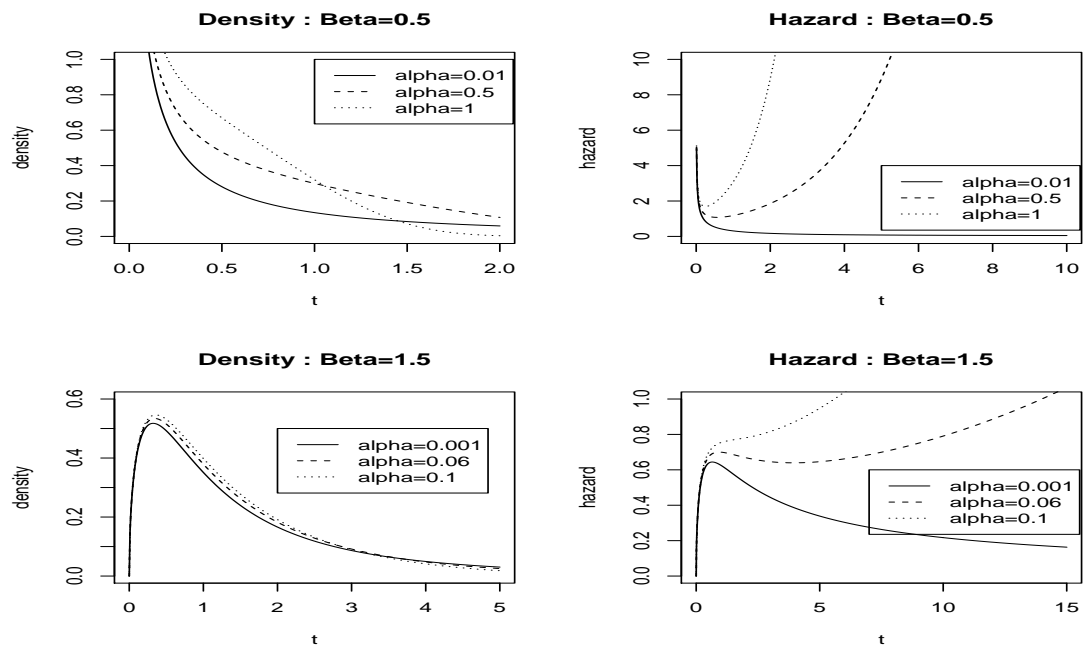 Density : Beta=0.5
density
0.0 0.2 0.4 0.6 0.8 1.0
alpha=0.01
alpha=0.5
alpha=1
0.0 0.5 1.0 1.5 2.0
t
Hazard : Beta=0.5
hazard
0 2 4 6 8 10
alpha=0.01
alpha=0.5
alpha=1
0 2 4 6 8 10
t
Density : Beta=1.5
density
0.0 0.2 0.4 0.6
alpha=0.001
alpha=0.06
alpha=0.1
0 1 2 3 4 5
t
Hazard : Beta=1.5
hazard
0.0 0.2 0.4 0.6 0.8 1.0
alpha=0.001
alpha=0.06
alpha=0.1
0 5 10 15
t